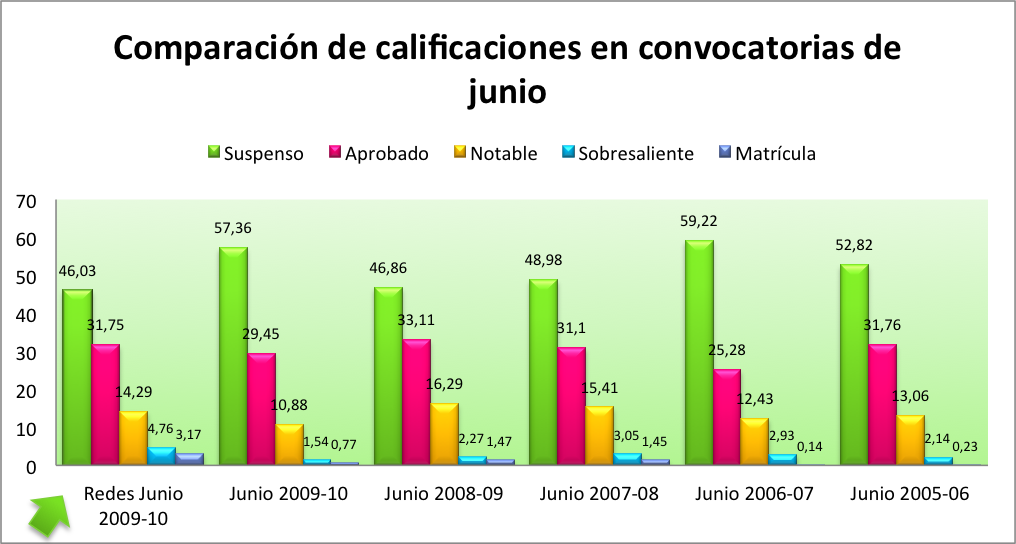 Comparación de calificaciones en convocatorias de
junio
Suspenso Aprobado Notable Sobresaliente Matrícula
70
60
50
40
30
20
10
0
46,03 31,75 14,29 4,76 3,17
57,36 29,45 10,88 1,54 0,77
46,86 33,11 16,29 2,27 1,47
48,98 31,1 15,41 3,05 1,45
59,22 25,28 12,43 2,93 0,14
52,82 31,76 13,06 2,14 0,23
Redes Junio
2009-10
Junio 2009-10
Junio 2008-09
Junio 2007-08
Junio 2006-07
Junio 2005-06